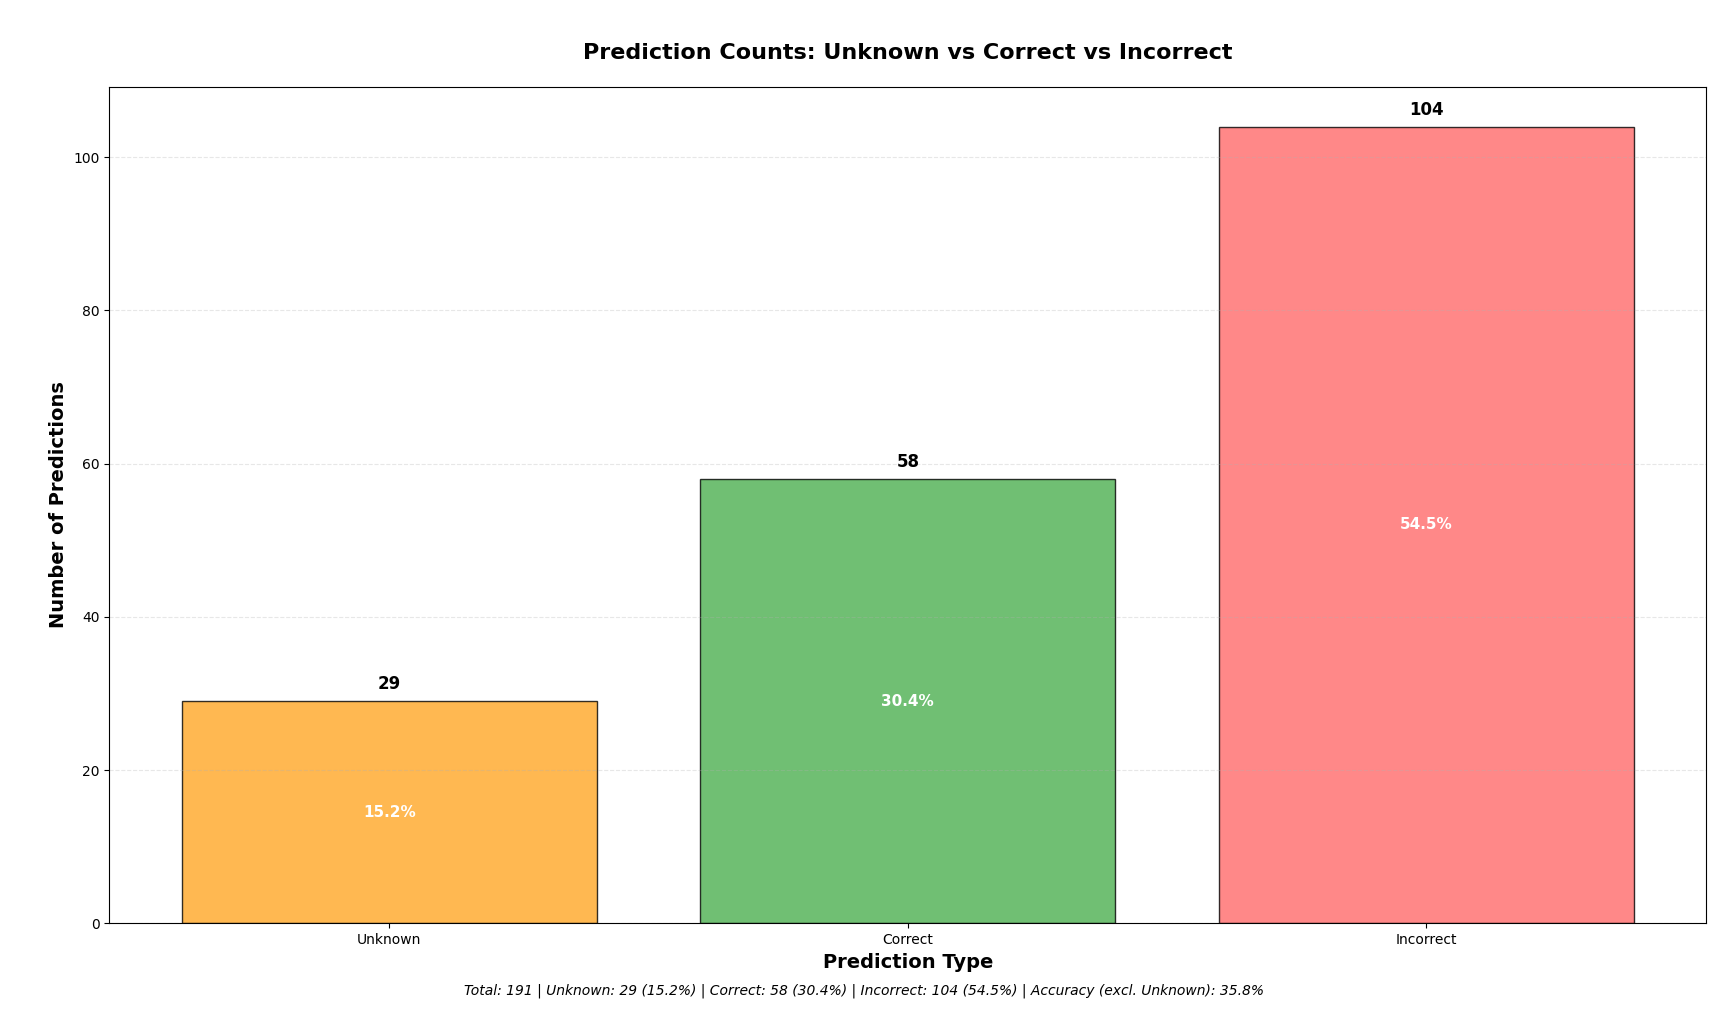 Prediction Counts: Unknown vs Correct vs Incorrect
104
100
80
60
58
54.5%
Number of Predictions
40
29
30.4%
20
15.2%
0
Unknown
Correct
Incorrect
Prediction Type
Total: 191 | Unknown: 29 (15.2%) | Correct: 58 (30.4%) | Incorrect: 104 (54.5%) | Accuracy (excl. Unknown): 35.8%